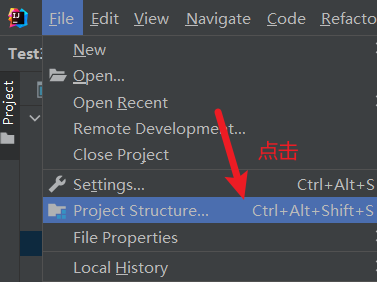 IJ
File Edit View Navigate Code Refacto
Test
Project
New
Open...
Open Recent
Remote Development...
Close Project
点击
Settings... Ctrl+Alt+S
Project Structure... Ctrl+Alt+Shift+S
File Properties
Local History